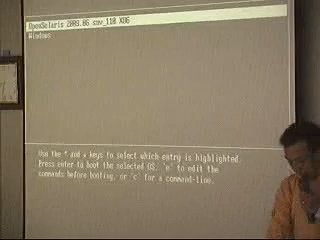 OpenSolaris 2009.06 snv_110 X86
Windows
Use the ^ and v keys to select which entry is highlighted.
Press enter to boot the selected OS, 'e' to edit the
commands before booting, or 'c' for a command-line.